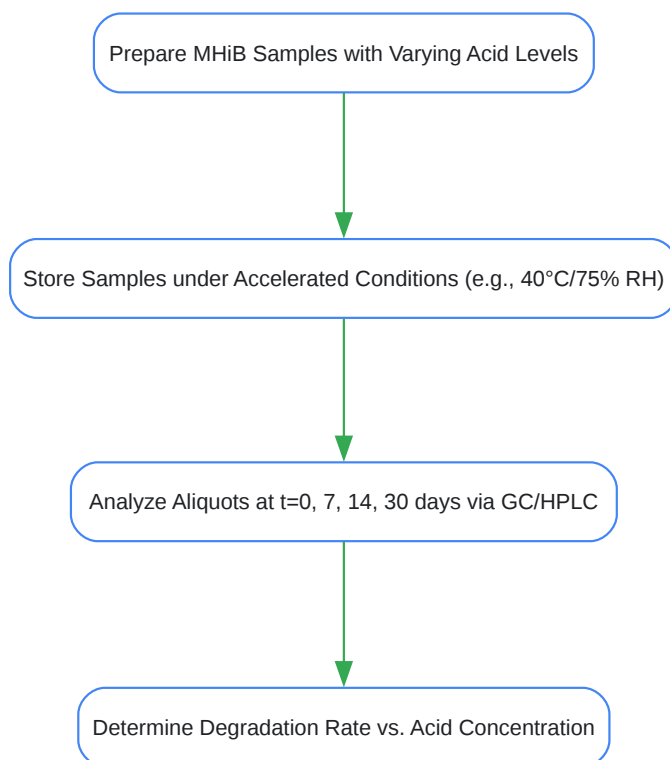 Prepare MHiB Samples with Varying Acid Levels
Store Samples under Accelerated Conditions (e.g., 40°C/75% RH)
Analyze Aliquots at t=0, 7, 14, 30 days via GC/HPLC
Determine Degradation Rate vs. Acid Concentration